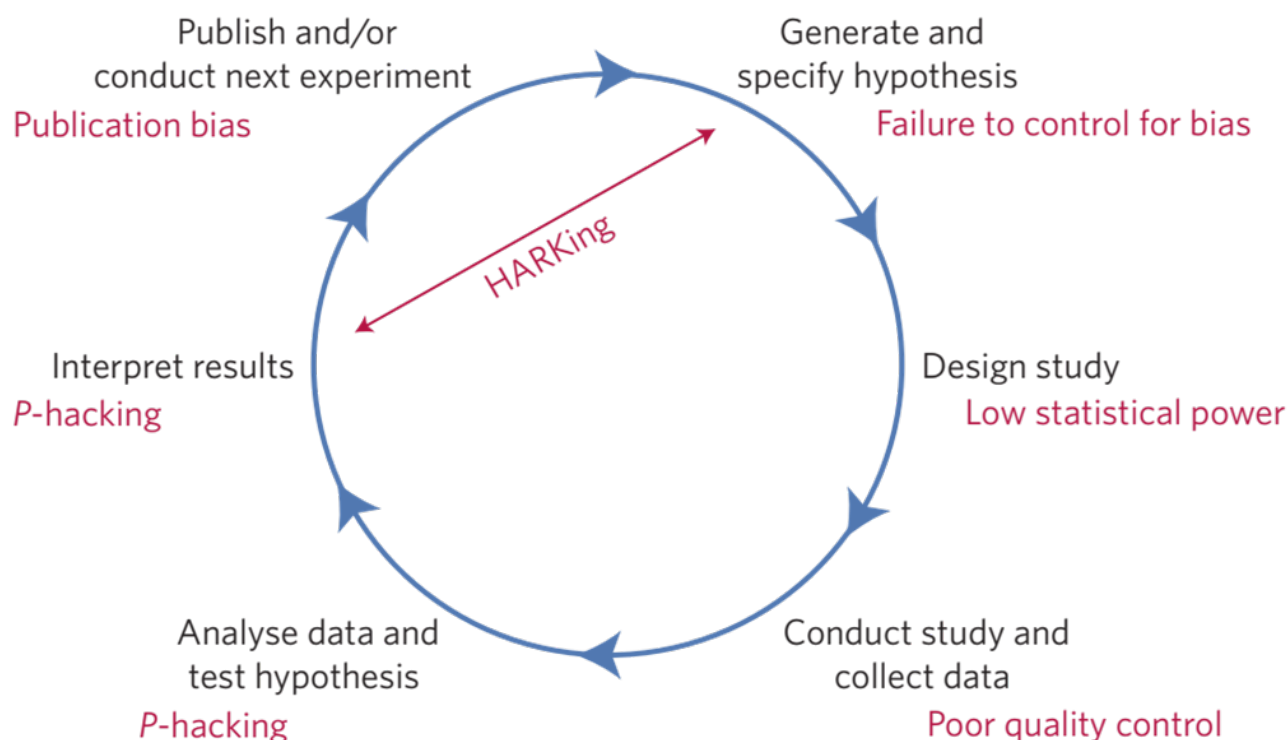 Publish and/or
conduct next experiment
Publication bias
Generate and
specify hypothesis
Failure to control for bias
HARKing
Interpret results
P-hacking
Design study
Low statistical power
Analyse data and
test hypothesis
P-hacking
Conduct study and
collect data
Poor quality control